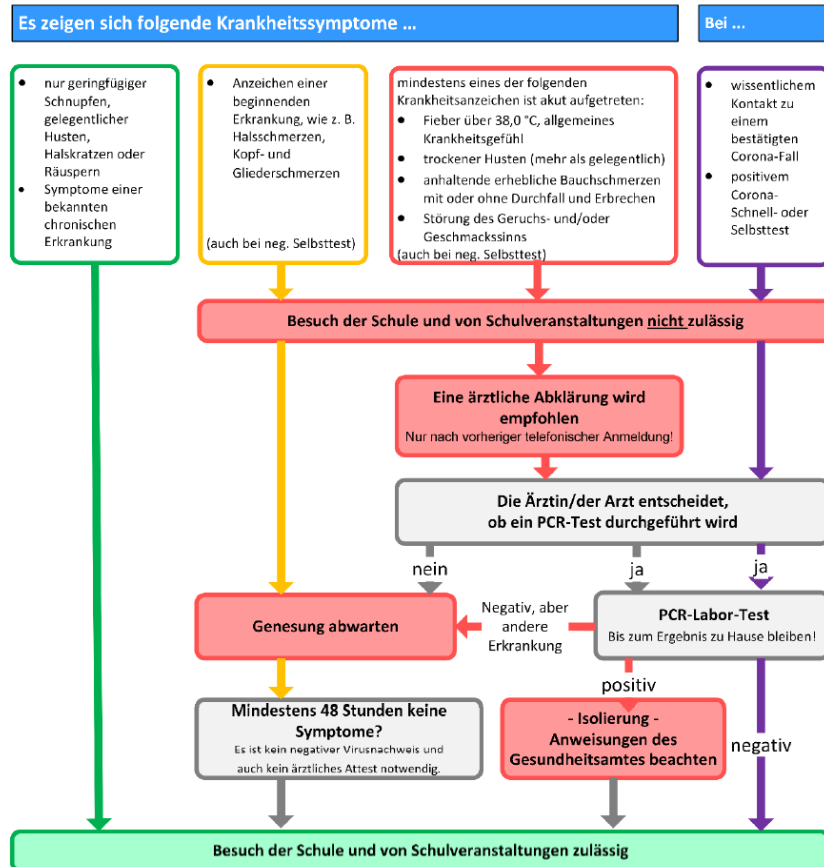 Es zeigen sich folgende Krankheitssymptome ...
Bei ...
• nur geringfügiger
Schnupfen,
gelegentlicher
Husten,
Halskratzen oder
Räuspern
• Symptome einer
bekannten
chronischen
Erkrankung
• Anzeichen einer
beginnenden
Erkrankung, wie z. B.
Halsschmerzen,
Kopf- und
Gliederschmerzen
(auch bei neg. Selbsttest)
mindestens eines der folgenden
Krankheitsanzeichen ist akut aufgetreten:
• Fieber über 38,0 °C, allgemeines
Krankheitsgefühl
• trockener Husten (mehr als gelegentlich)
• anhaltende erhebliche Bauchschmerzen
mit oder ohne Durchfall und Erbrechen
• Störung des Geruchs- und/oder
Geschmackssinns
(auch bei neg. Selbsttest)
• wissentlichem
Kontakt zu
einem
bestätigten
Corona-Fall
• positivem
Corona-
Schnell- oder
Selbsttest
Besuch der Schule und von Schulveranstaltungen nicht zulässig
Eine ärztliche Abklärung wird
empfohlen
Nur nach vorheriger telefonischer Anmeldung!
Die Ärztin/der Arzt entscheidet,
ob ein PCR-Test durchgeführt wird
nein
ja
ja
Genesung abwarten
Negativ, aber
andere
Erkrankung
PCR-Labor-Test
Bis zum Ergebnis zu Hause bleiben!
positiv
Mindestens 48 Stunden keine
Symptome?
Es ist kein negativer Virusnachweis und
auch kein ärztliches Attest notwendig.
- Isolierung -
Anweisungen des
Gesundheitsamtes beachten
negativ
Besuch der Schule und von Schulveranstaltungen zulässig